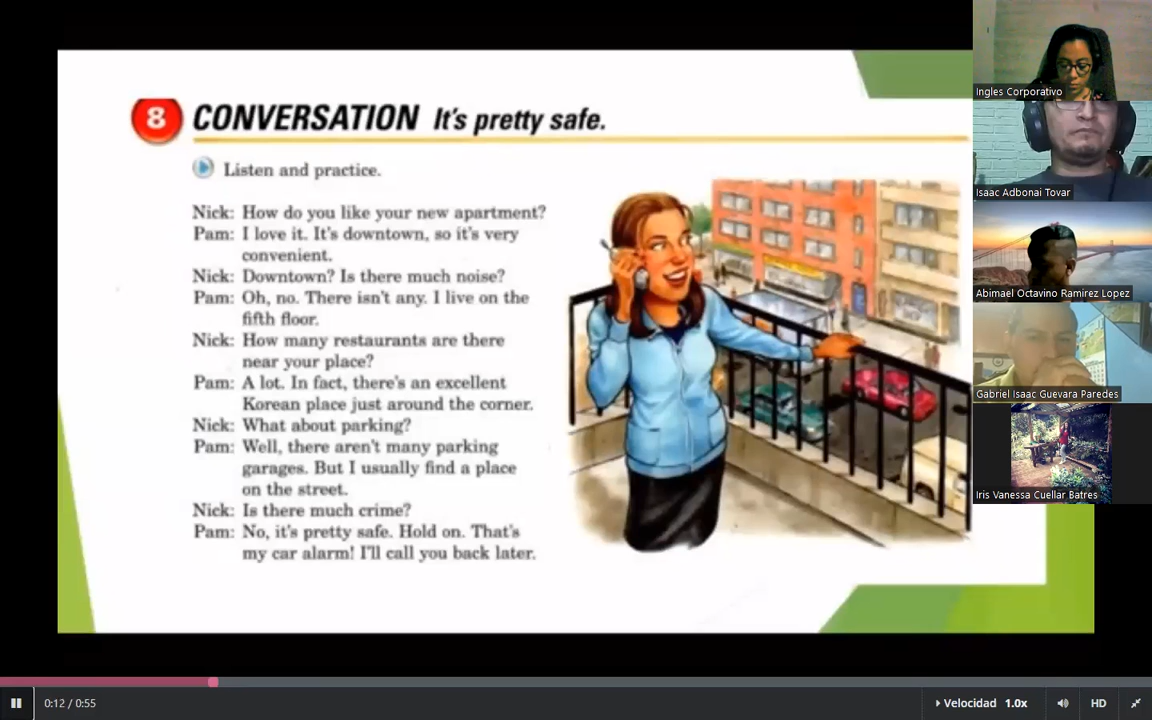 8 CONVERSATION It's pretty safe.
Listen and practice.
Nick: How do you like your new apartment?
Pam: I love it. It's downtown, so it's very
convenient.
Nick: Downtown? Is there much noise?
Pam: Oh, no. There isn't any. I live on the
fifth floor.
Nick: How many restaurants are there
near your place?
Pam: A lot. In fact, there's an excellent
Korean place just around the corner.
Nick: What about parking?
Pam: Well, there aren't many parking
garages. But I usually find a place
on the street.
Nick: Is there much crime?
Pam: No, it's pretty safe. Hold on. That's
my car alarm! I'll call you back later.
Ingles Corporativo
Isaac Adbonai Tovar
Abimael Octavino Ramirez Lopez
Gabriel Isaac Guevara Paredes
Iris Vanessa Cuellar Batres
0:12 / 0:55
Velocidad 1.0x
HD